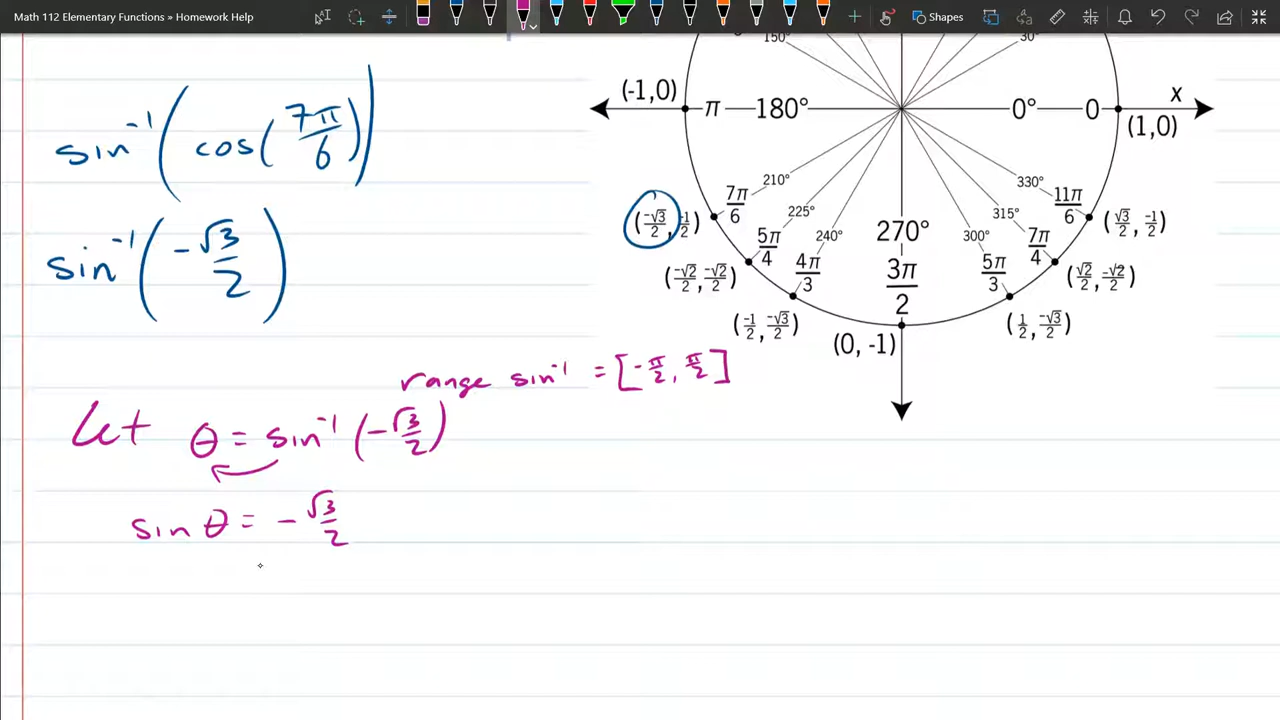 Math 112 Elementary Functions » Homework Help
Shapes
150°
30°
sin⁻¹(cos(7π/6))
(-1,0) π 180° 0° 0 x
(1,0)
210° 330°
7π/6 11π/6
(-√3/2, -1/2) (√3/2, -1/2)
225° 315°
sin⁻¹(-√3/2)
5π/4 240° 270° 300° 7π/4
(-√2/2, -√2/2) 4π/3 3π/2 5π/3 (√2/2, -√2/2)
(-1/2, -√3/2) (1/2, -√3/2)
(0, -1)
range sin⁻¹ = [-π/2, π/2]
Let θ = sin⁻¹(-√3/2)
sin θ = -√3/2